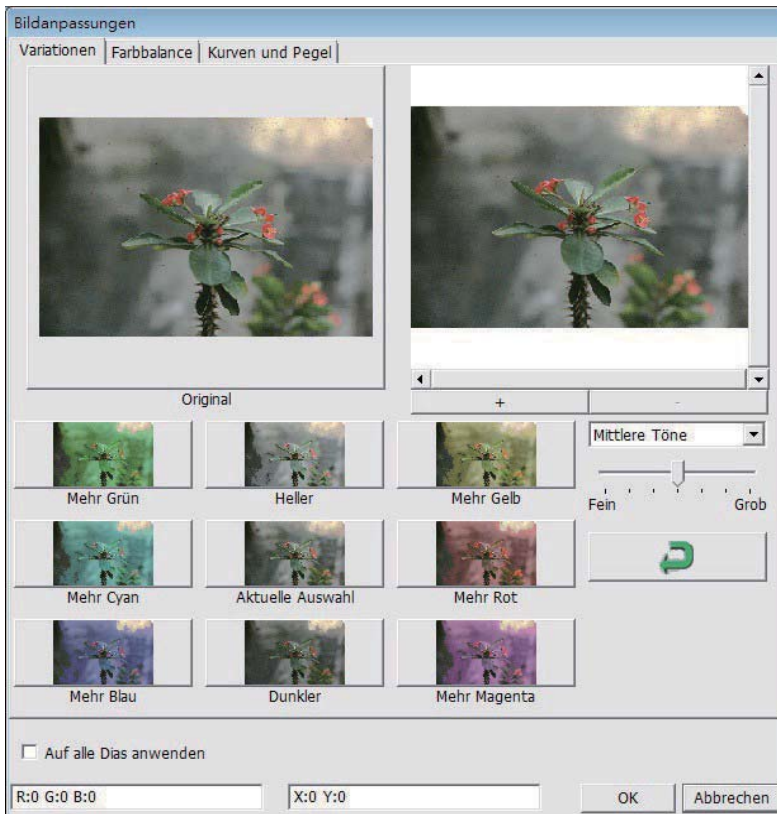 Bildanpassungen
Variationen Farbbalance Kurven und Pegel
Original
+ -
Mittlere Töne
Fein Grob
Mehr Grün Heller Mehr Gelb
Mehr Cyan Aktuelle Auswahl Mehr Rot
Mehr Blau Dunkler Mehr Magenta
Auf alle Dias anwenden
R:0 G:0 B:0 X:0 Y:0 OK Abbrechen